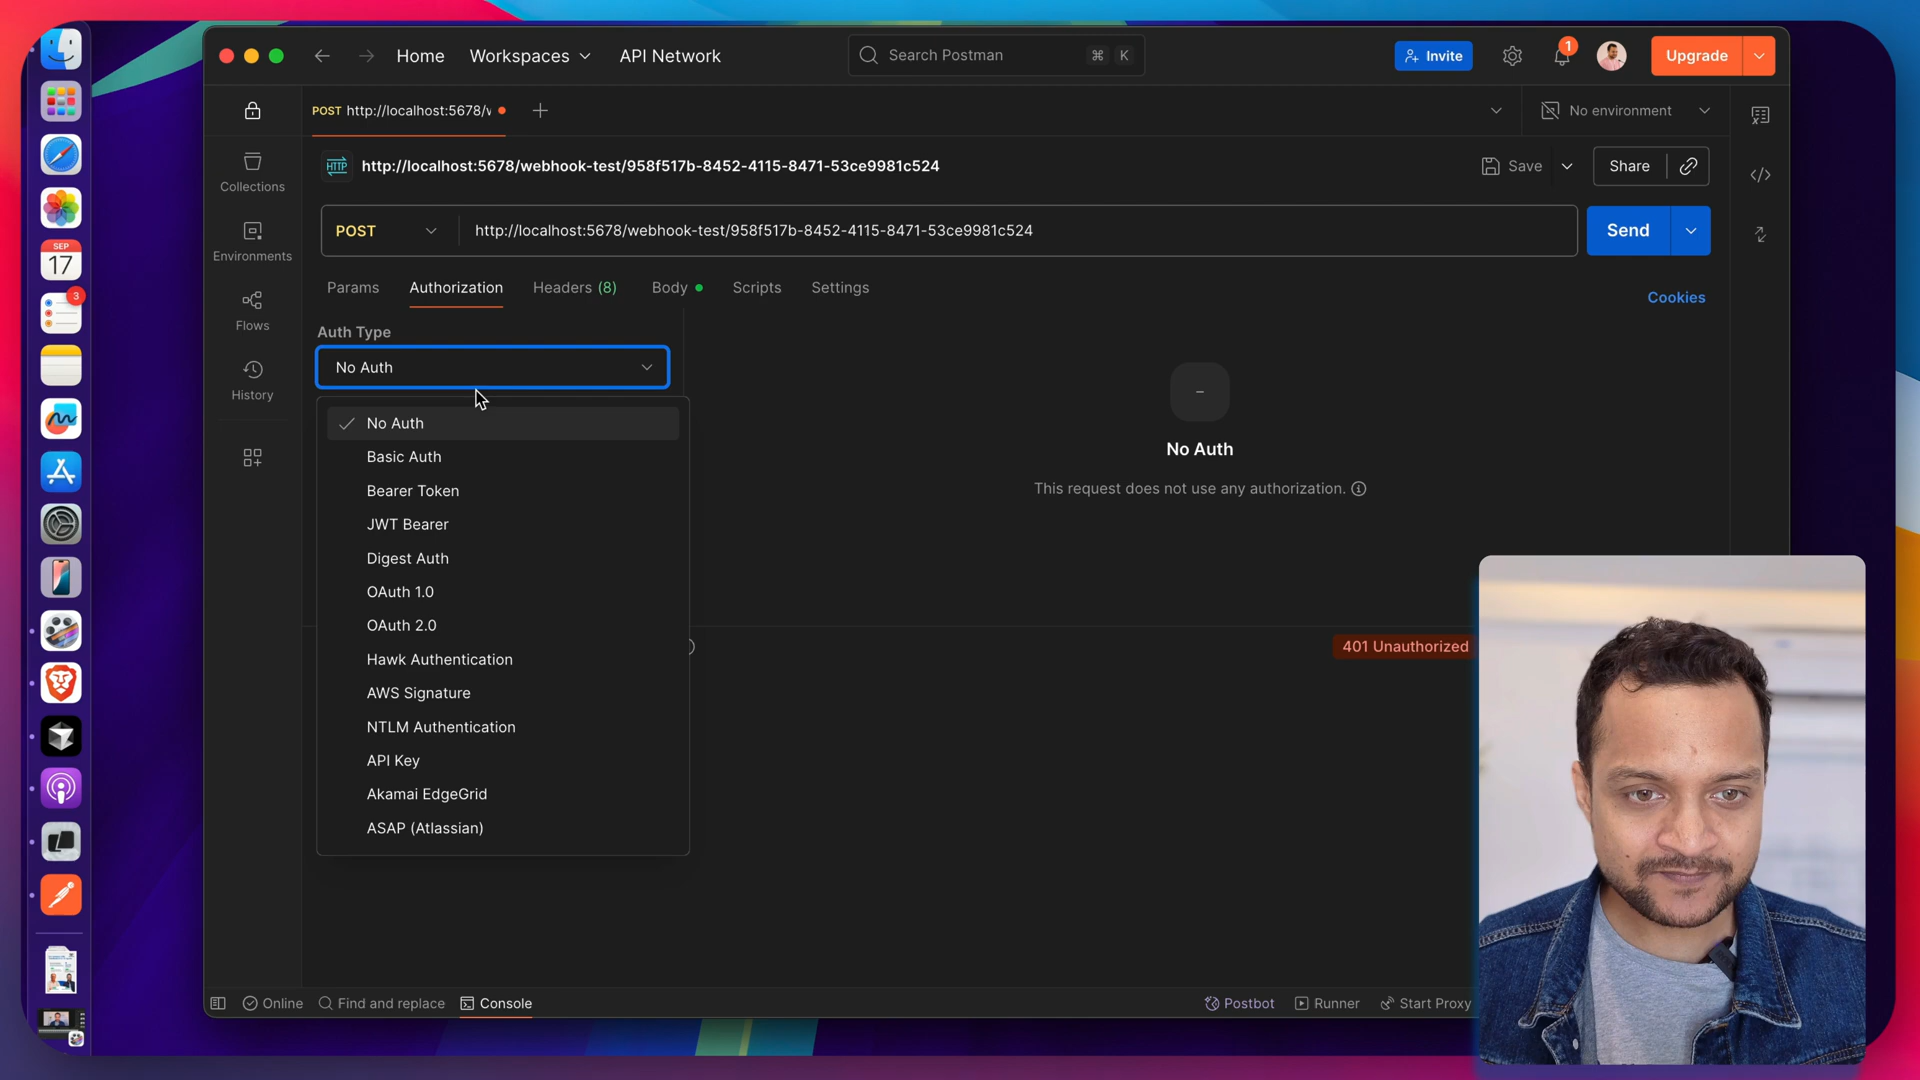 Home
Workspaces
API Network
Search Postman
⌘ K
Invite
1
Upgrade
POST http://localhost:5678/v
No environment
Collections
HTTP
http://localhost:5678/webhook-test/958f517b-8452-4115-8471-53ce9981c524
Save
Share
POST
http://localhost:5678/webhook-test/958f517b-8452-4115-8471-53ce9981c524
Send
Environments
SEP
17
Params
Authorization
Headers (8)
Body
Scripts
Settings
Cookies
3
Flows
Auth Type
No Auth
History
No Auth
Basic Auth
Bearer Token
JWT Bearer
Digest Auth
OAuth 1.0
OAuth 2.0
Hawk Authentication
AWS Signature
NTLM Authentication
API Key
Akamai EdgeGrid
ASAP (Atlassian)
No Auth
This request does not use any authorization.
401 Unauthorized
Online
Find and replace
Console
Postbot
Runner
Start Proxy